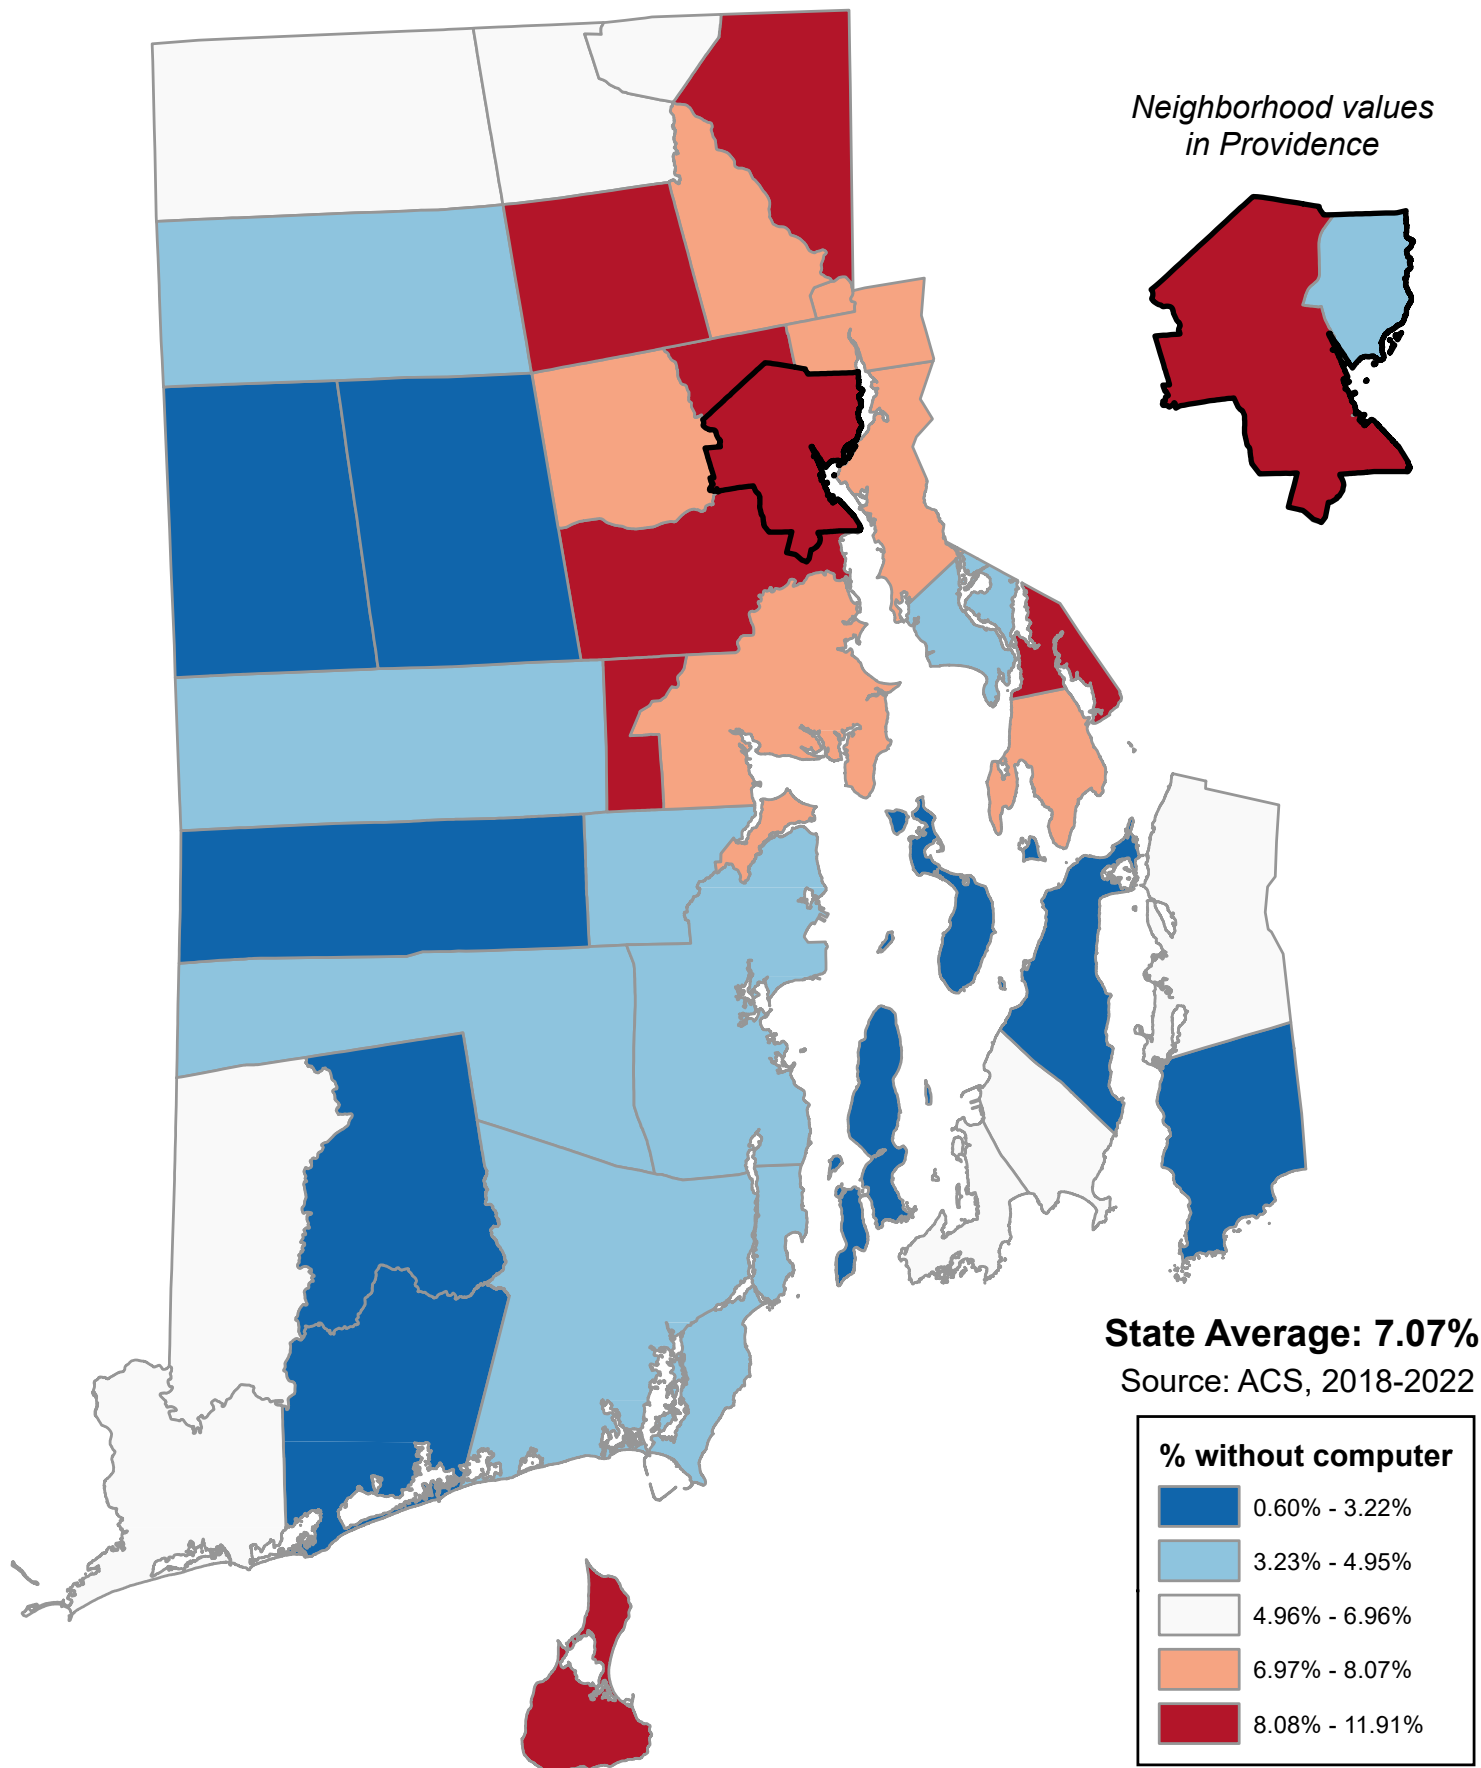 Neighborhood values
in Providence
State Average: 7.07%
Source: ACS, 2018-2022
% without computer
0.60% - 3.22%
3.23% - 4.95%
4.96% - 6.96%
6.97% - 8.07%
8.08% - 11.91%